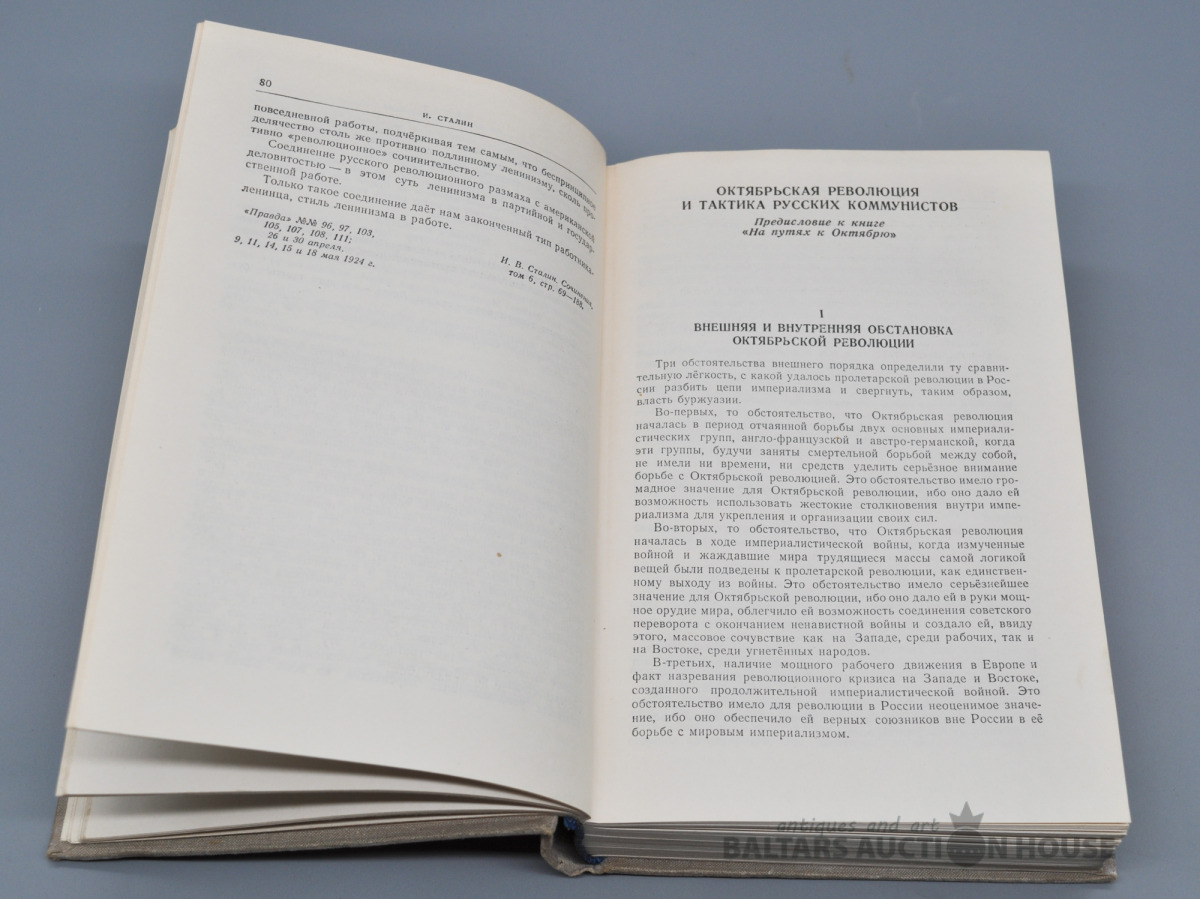 80
И. СТАЛИН
повседневной работы, подчёркивая тем самым, что беспринципное
делячество столь же противно подлинному ленинизму, сколь про-
тивно «революционное» сочинительство.
Соединение русского революционного размаха с американской
деловитостью — в этом суть ленинизма в партийной и государ-
ственной работе.
Только такое соединение даёт нам законченный тип работника-
ленинца, стиль ленинизма в работе.
«Правда» №№ 96, 97, 103,
105, 107, 108, 111;
26 и 30 апреля,
9, 11, 14, 15 и 18 мая 1924 г.
И. В. Сталин. Сочинения,
том 6, стр. 69—188.
ОКТЯБРЬСКАЯ РЕВОЛЮЦИЯ
И ТАКТИКА РУССКИХ КОММУНИСТОВ
Предисловие к книге
«На путях к Октябрю»
I
ВНЕШНЯЯ И ВНУТРЕННЯЯ ОБСТАНОВКА
ОКТЯБРЬСКОЙ РЕВОЛЮЦИИ
Три обстоятельства внешнего порядка определили ту сравни-
тельную лёгкость, с какой удалось пролетарской революции в Рос-
сии разбить цепи империализма и свергнуть, таким образом,
власть буржуазии.
Во-первых, то обстоятельство, что Октябрьская революция
началась в период отчаянной борьбы двух основных империали-
стических групп, англо-французской и австро-германской, когда
эти группы, будучи заняты смертельной борьбой между собой,
не имели ни времени, ни средств уделить серьёзное внимание
борьбе с Октябрьской революцией. Это обстоятельство имело гро-
мадное значение для Октябрьской революции, ибо оно дало ей
возможность использовать жестокие столкновения внутри импе-
риализма для укрепления и организации своих сил.
Во-вторых, то обстоятельство, что Октябрьская революция
началась в ходе империалистической войны, когда измученные
войной и жаждавшие мира трудящиеся массы самой логикой
вещей были подведены к пролетарской революции, как единствен-
ному выходу из войны. Это обстоятельство имело серьёзнейшее
значение для Октябрьской революции, ибо оно дало ей в руки мощ-
ное орудие мира, облегчило ей возможность соединения советского
переворота с окончанием ненавистной войны и создало ей, ввиду
этого, массовое сочувствие как на Западе, среди рабочих, так и
на Востоке, среди угнетённых народов.
В-третьих, наличие мощного рабочего движения в Европе и
факт назревания революционного кризиса на Западе и Востоке,
созданного продолжительной империалистической войной. Это
обстоятельство имело для революции в России неоценимое значе-
ние, ибо оно обеспечило ей верных союзников вне России в её
борьбе с мировым империализмом.
antiques and art
BALTARS AUCTION HOUSE